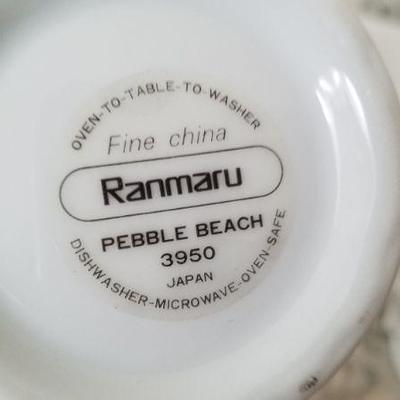 OVEN-TO-TABLE-TO-WASHER
Fine china
Ranmaru
PEBBLE BEACH
3950
JAPAN
DISHWASHER-MICROWAVE-OVEN-SAFE